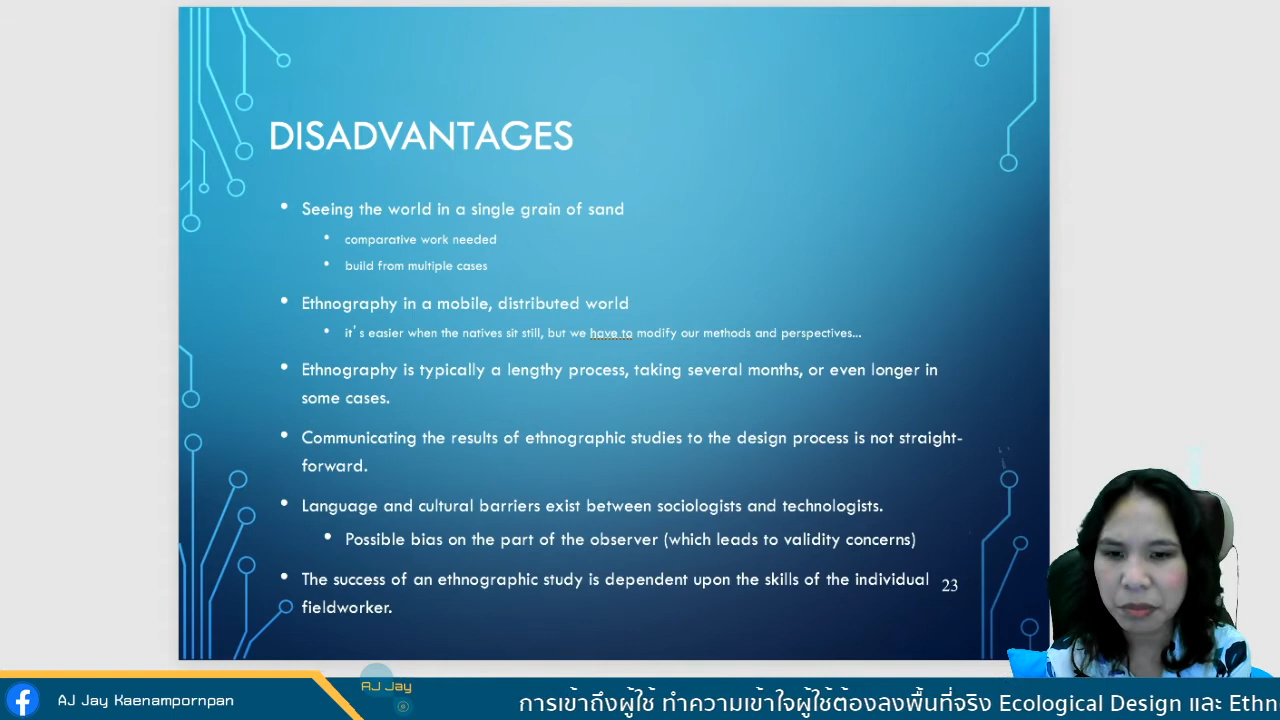 DISADVANTAGES
• Seeing the world in a single grain of sand
• comparative work needed
• build from multiple cases
• Ethnography in a mobile, distributed world
• it's easier when the natives sit still, but we have to modify our methods and perspectives...
• Ethnography is typically a lengthy process, taking several months, or even longer in
some cases.
• Communicating the results of ethnographic studies to the design process is not straight-
forward.
• Language and cultural barriers exist between sociologists and technologists.
• Possible bias on the part of the observer (which leads to validity concerns)
• The success of an ethnographic study is dependent upon the skills of the individual
fieldworker.
23
AJ Jay Kaenampornpan
AJ Jay
การเข้าถึงผู้ใช้ ทำความเข้าใจผู้ใช้ต้องลงพื้นที่จริง Ecological Design และ Ethn